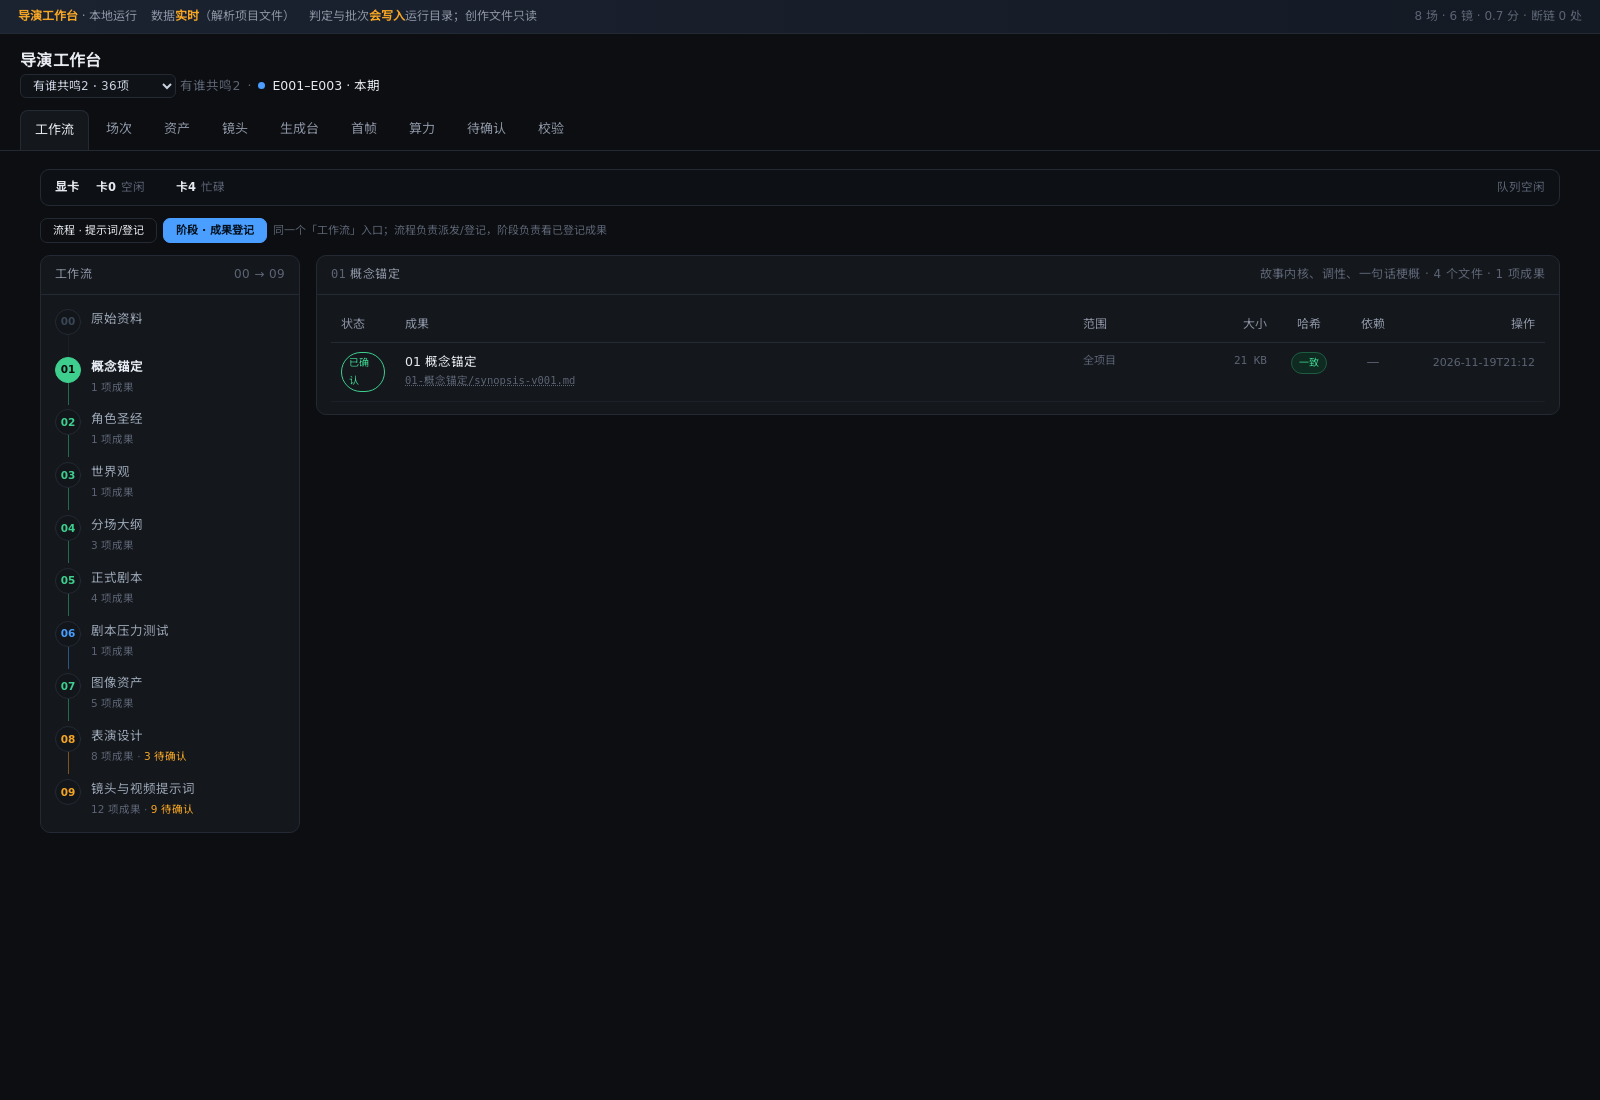 导演工作台 · 本地运行 数据实时（解析项目文件） 判定与批次会写入运行目录；创作文件只读 8 场 · 6 镜 · 0.7 分 · 断链 0 处
导演工作台
有谁共鸣2 · 36项 有谁共鸣2 · E001–E003 · 本期
工作流 场次 资产 镜头 生成台 首帧 算力 待确认 校验
显卡 卡0 空闲 卡4 忙碌 队列空闲
流程 · 提示词/登记 阶段 · 成果登记 同一个「工作流」入口；流程负责派发/登记，阶段负责看已登记成果
工作流 00 → 09
00 原始资料
01 概念锚定
1 项成果
02 角色圣经
1 项成果
03 世界观
1 项成果
04 分场大纲
3 项成果
05 正式剧本
4 项成果
06 剧本压力测试
1 项成果
07 图像资产
5 项成果
08 表演设计
8 项成果 · 3 待确认
09 镜头与视频提示词
12 项成果 · 9 待确认
01 概念锚定 故事内核、调性、一句话梗概 · 4 个文件 · 1 项成果
状态 成果 范围 大小 哈希 依赖 操作
已确认 01 概念锚定 全项目 21 KB 一致 — 2026-11-19T21:12
01-概念锚定/synopsis-v001.md